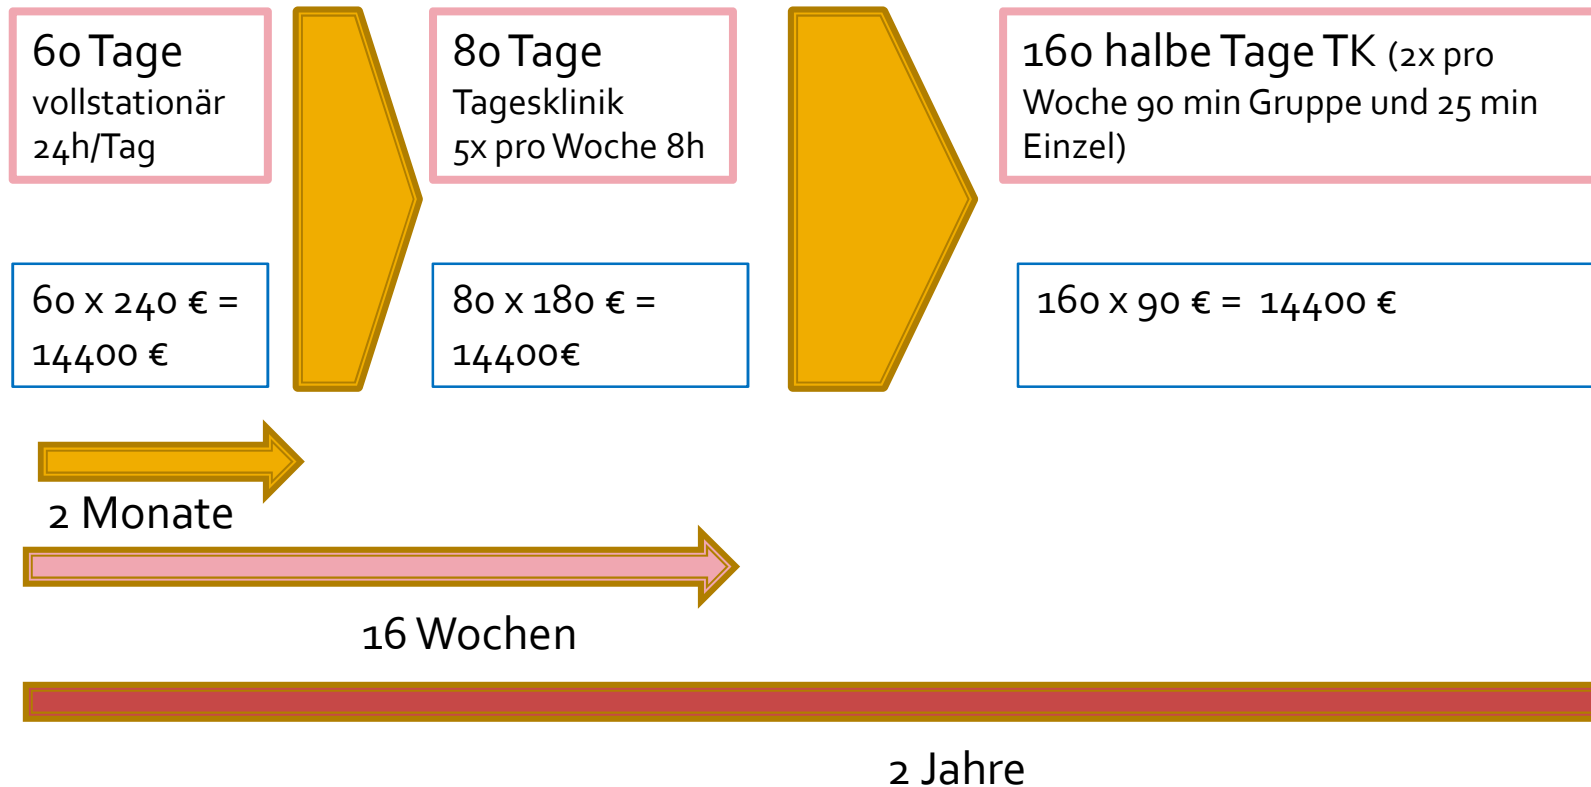 60 Tage
vollstationär
24h/Tag
80 Tage
Tagesklinik
5x pro Woche 8h
160 halbe Tage TK (2x pro
Woche 90 min Gruppe und 25 min
Einzel)
60 x 240 € =
14400 €
80 x 180 € =
14400€
160 x 90 € = 14400 €
2 Monate
16 Wochen
2 Jahre